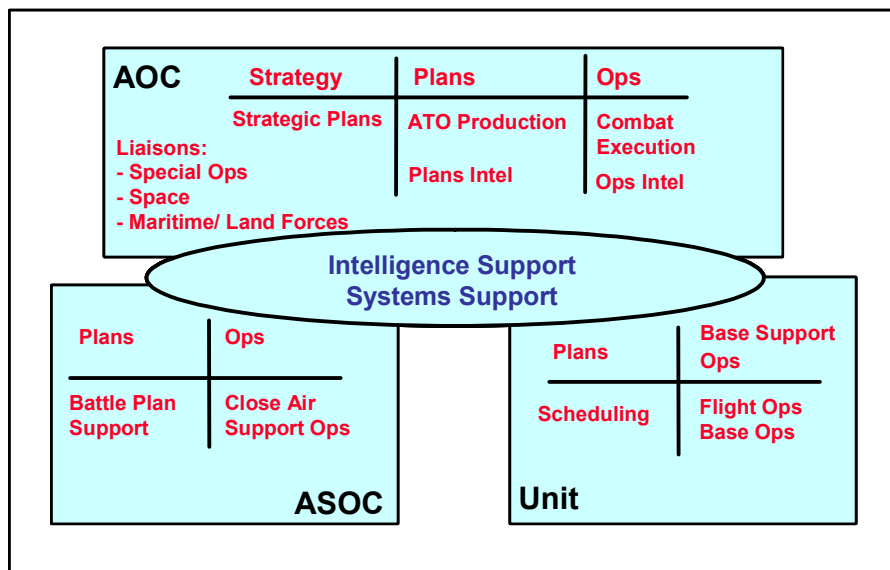 AOC
Strategy
Plans
Ops
Strategic Plans
ATO Production
Plans Intel
Combat
Execution
Ops Intel
Liaisons:
- Special Ops
- Space
- Maritime/ Land Forces
Intelligence Support
Systems Support
Plans
Ops
Battle Plan
Support
Close Air
Support Ops
ASOC
Plans
Base Support
Ops
Scheduling
Flight Ops
Base Ops
Unit